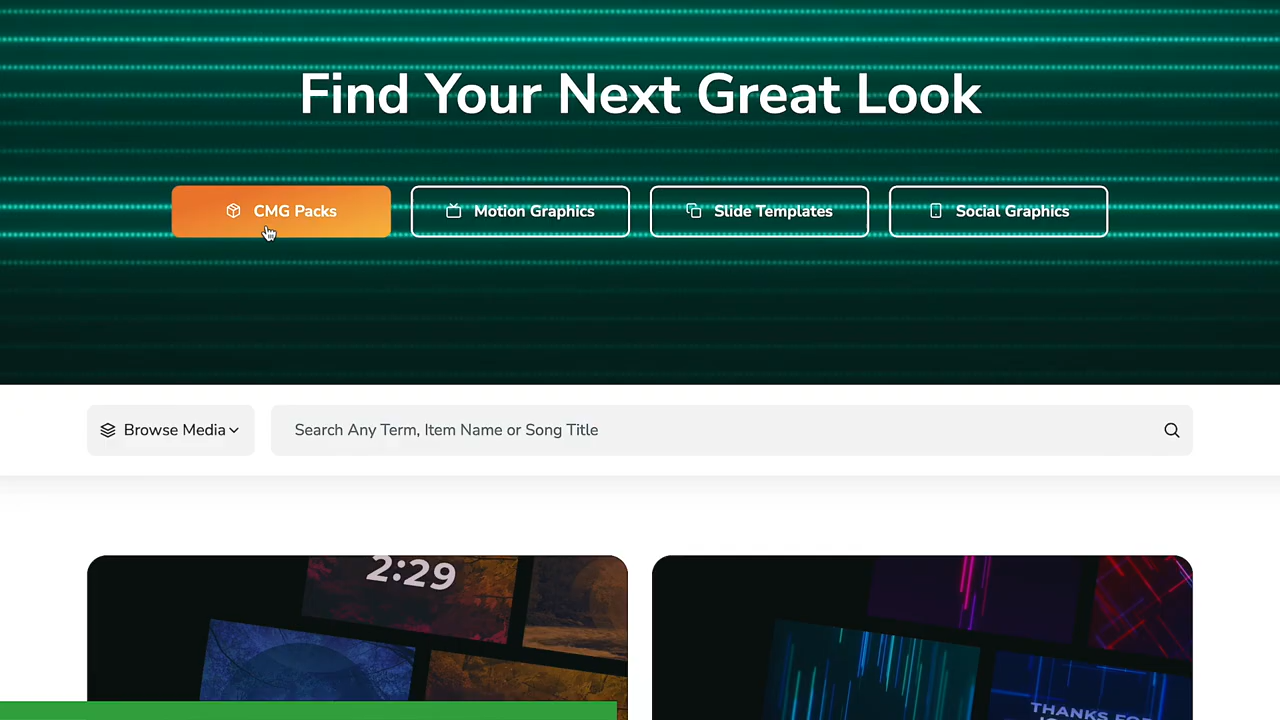 Find Your Next Great Look
CMG Packs
Motion Graphics
Slide Templates
Social Graphics
Browse Media
Search Any Term, Item Name or Song Title
2:29
THANKS FOR